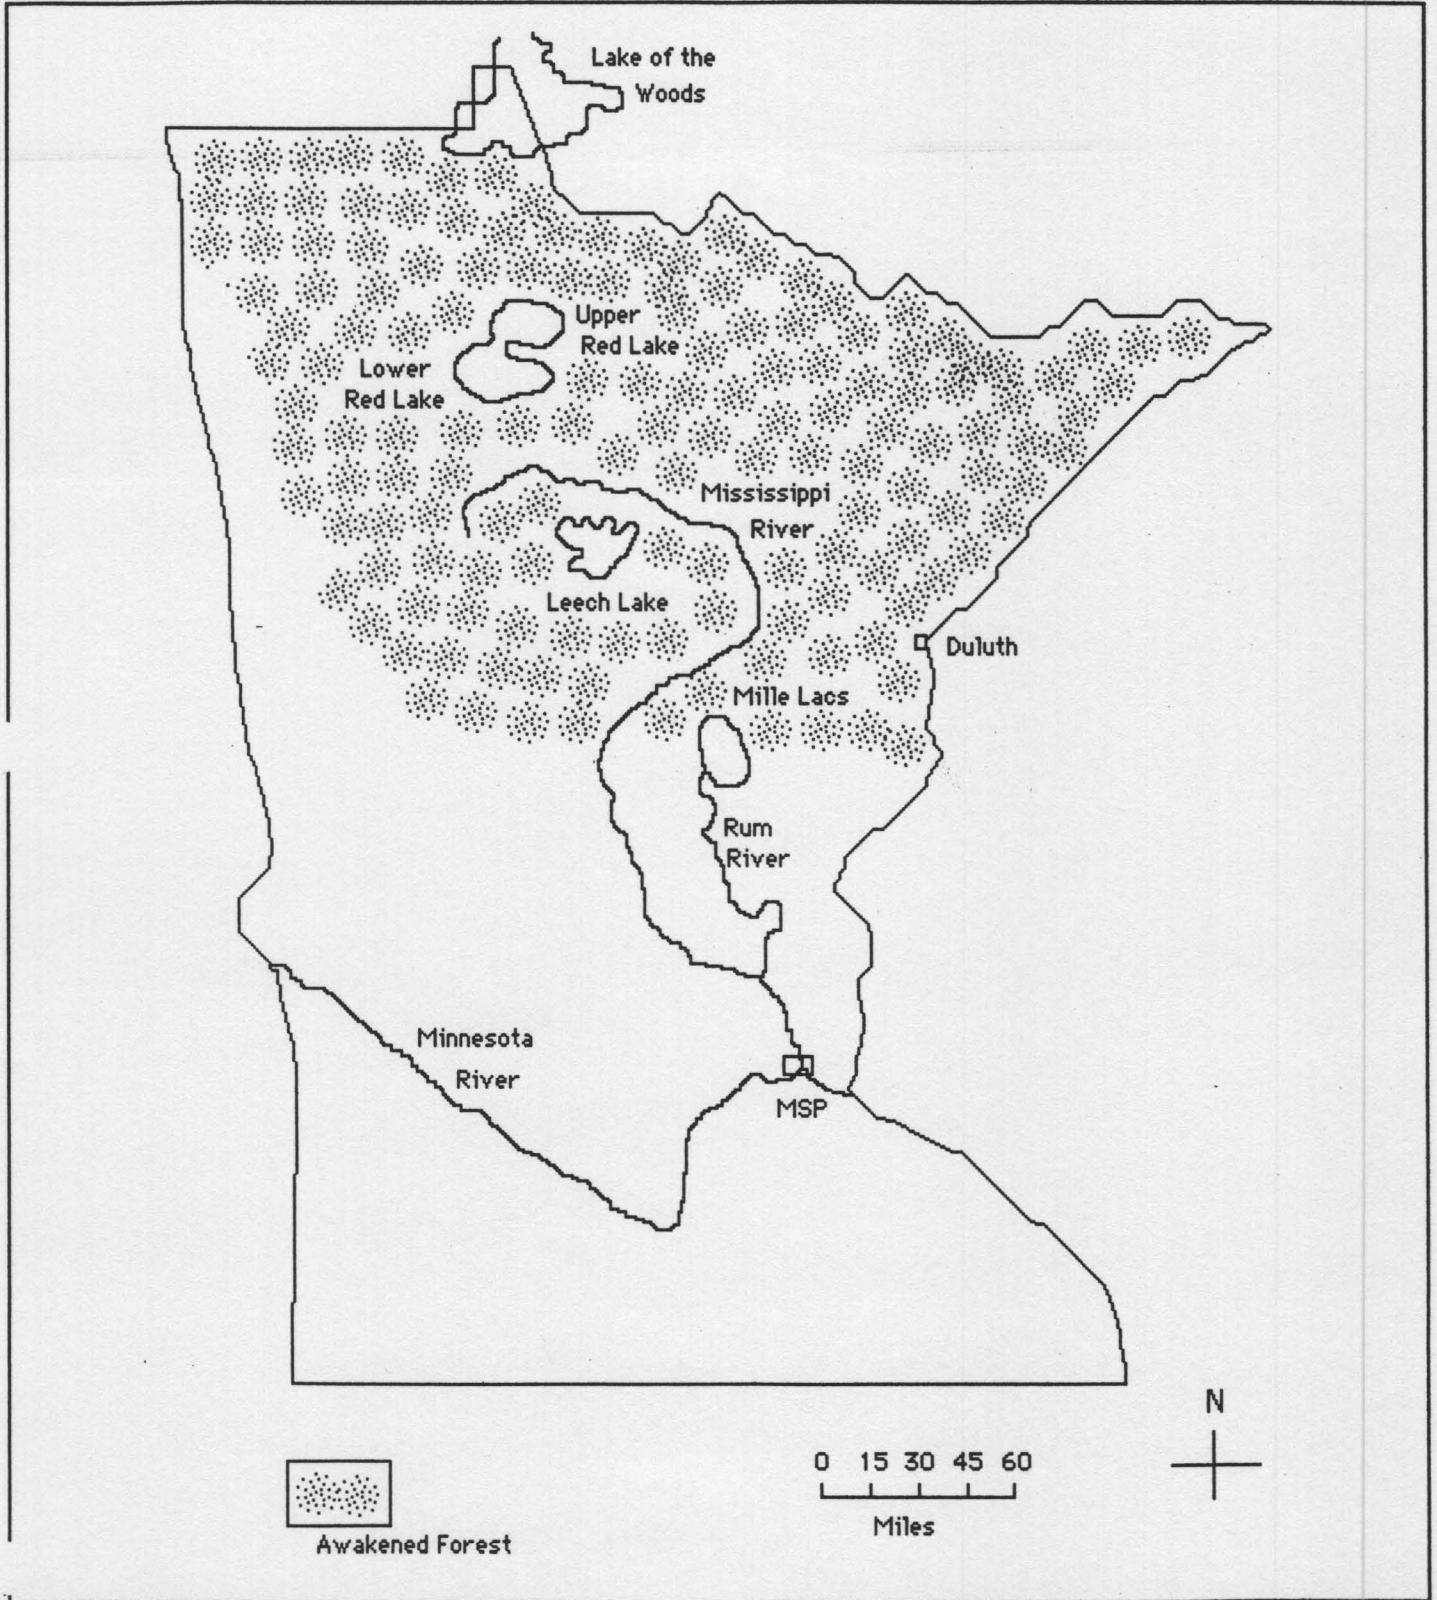 Lake of the
Woods
Upper
Red Lake
Lower
Red Lake
Mississippi
River
Leech Lake
Duluth
Mille Lacs
Rum
River
Minnesota
River
MSP
N
0 15 30 45 60
Miles
Awakened Forest